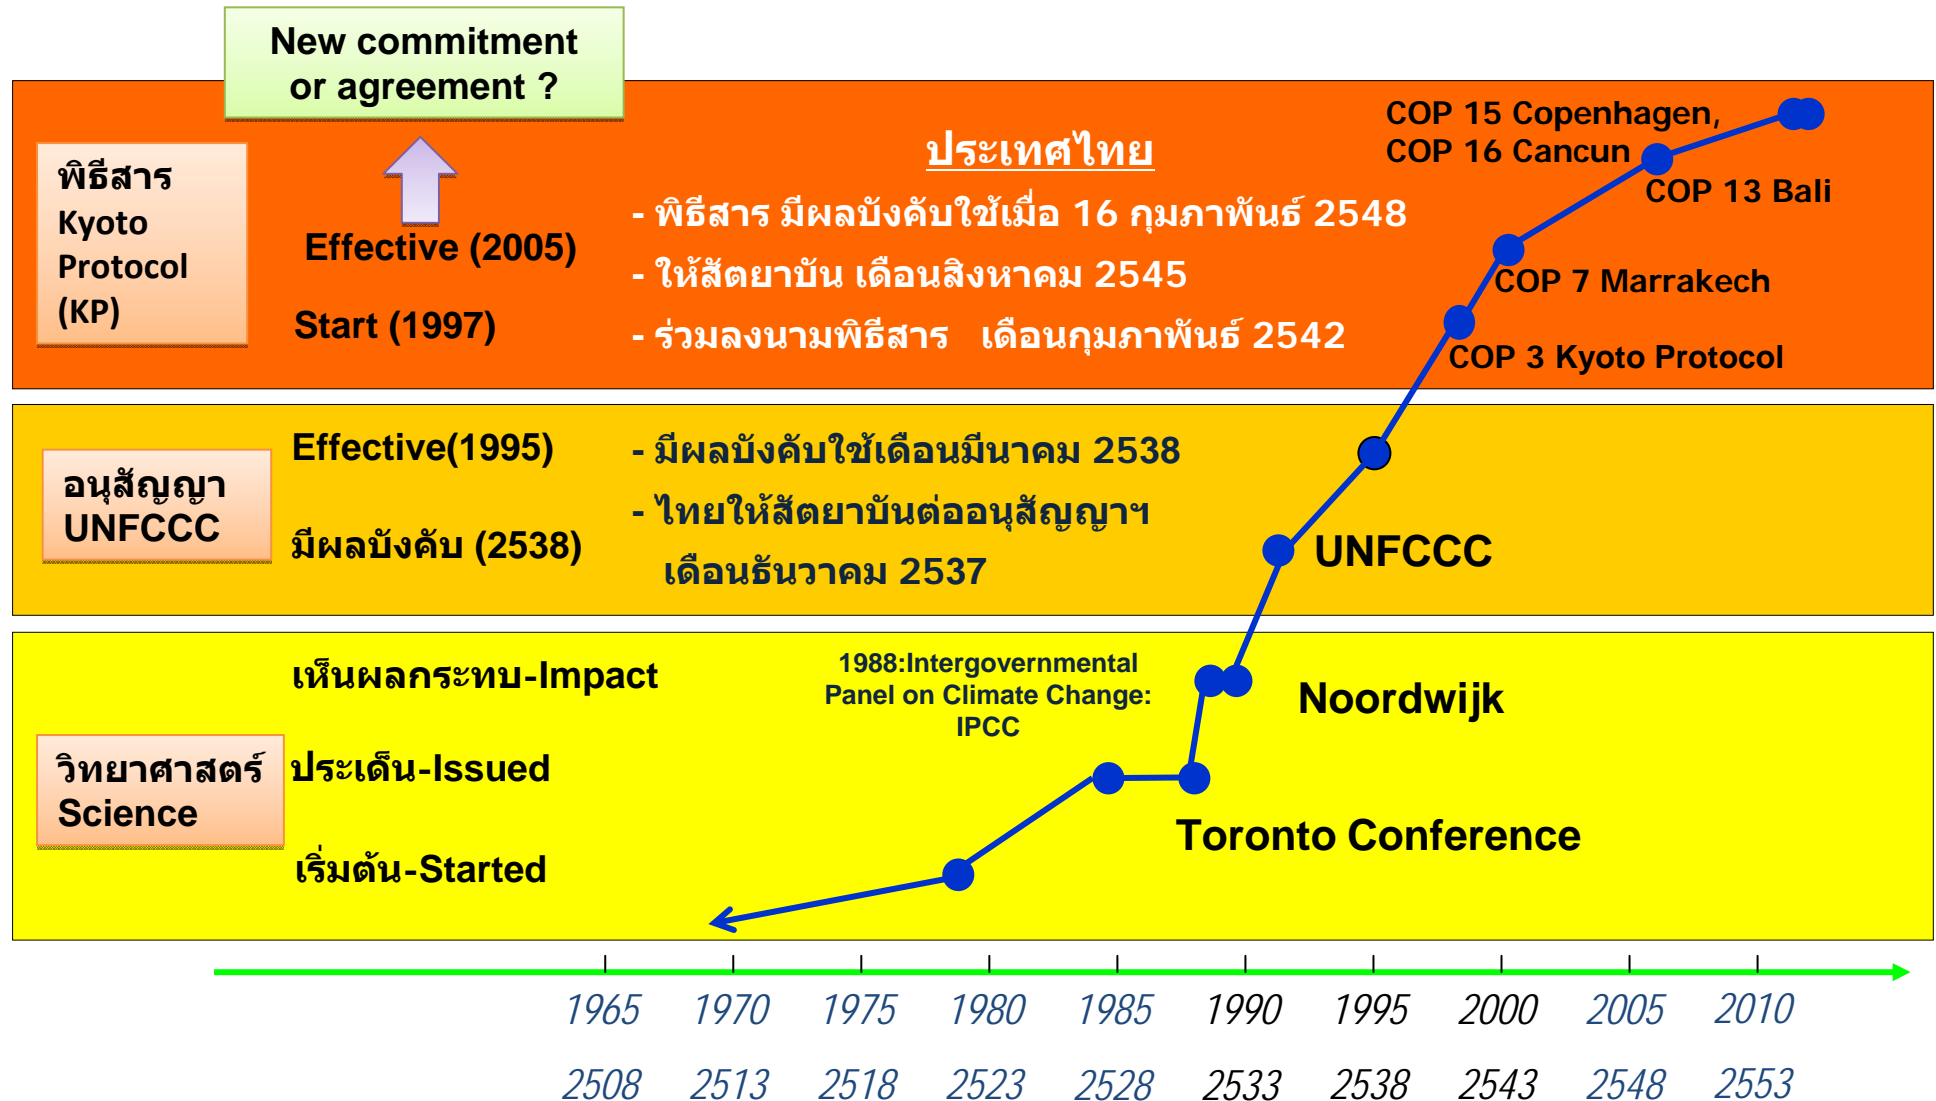 New commitment
or agreement ?
พิธีสาร
Kyoto
Protocol
(KP)
Effective (2005)
Start (1997)
ประเทศไทย
- พิธีสาร มีผลบังคับใช้เมื่อ 16 กุมภาพันธ์ 2548
- ให้สัตยาบัน เดือนสิงหาคม 2545
- ร่วมลงนามพิธีสาร เดือนกุมภาพันธ์ 2542
COP 15 Copenhagen,
COP 16 Cancun
COP 13 Bali
COP 7 Marrakech
COP 3 Kyoto Protocol
อนุสัญญา
UNFCCC
Effective(1995)
มีผลบังคับ (2538)
- มีผลบังคับใช้เดือนมีนาคม 2538
- ไทยให้สัตยาบันต่ออนุสัญญาฯ
เดือนธันวาคม 2537
UNFCCC
วิทยาศาสตร์
Science
เห็นผลกระทบ-Impact
ประเด็น-Issued
เริ่มต้น-Started
1988:Intergovernmental
Panel on Climate Change:
IPCC
Noordwijk
Toronto Conference
1965 1970 1975 1980 1985 1990 1995 2000 2005 2010
2508 2513 2518 2523 2528 2533 2538 2543 2548 2553